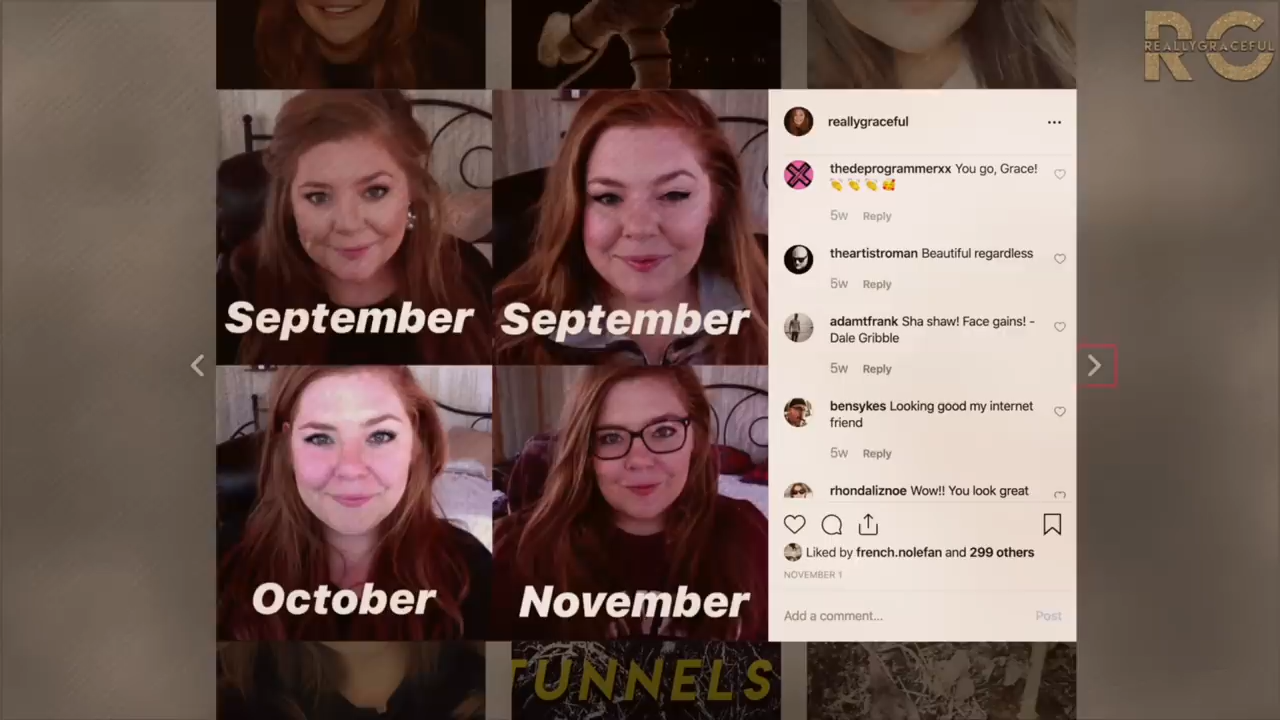 RC
REALLYGRACEFUL
reallygraceful
thedeprogrammerxx You go, Grace!
👏 👏 👏 🥰
5w Reply
theartistroman Beautiful regardless
5w Reply
adamtfrank Sha shaw! Face gains! -
Dale Gribble
5w Reply
bensykes Looking good my internet
friend
5w Reply
rhondaliznoe Wow!! You look great
Liked by french.nolefan and 299 others
NOVEMBER 1
Add a comment... Post
September
September
October
November
TUNNELS